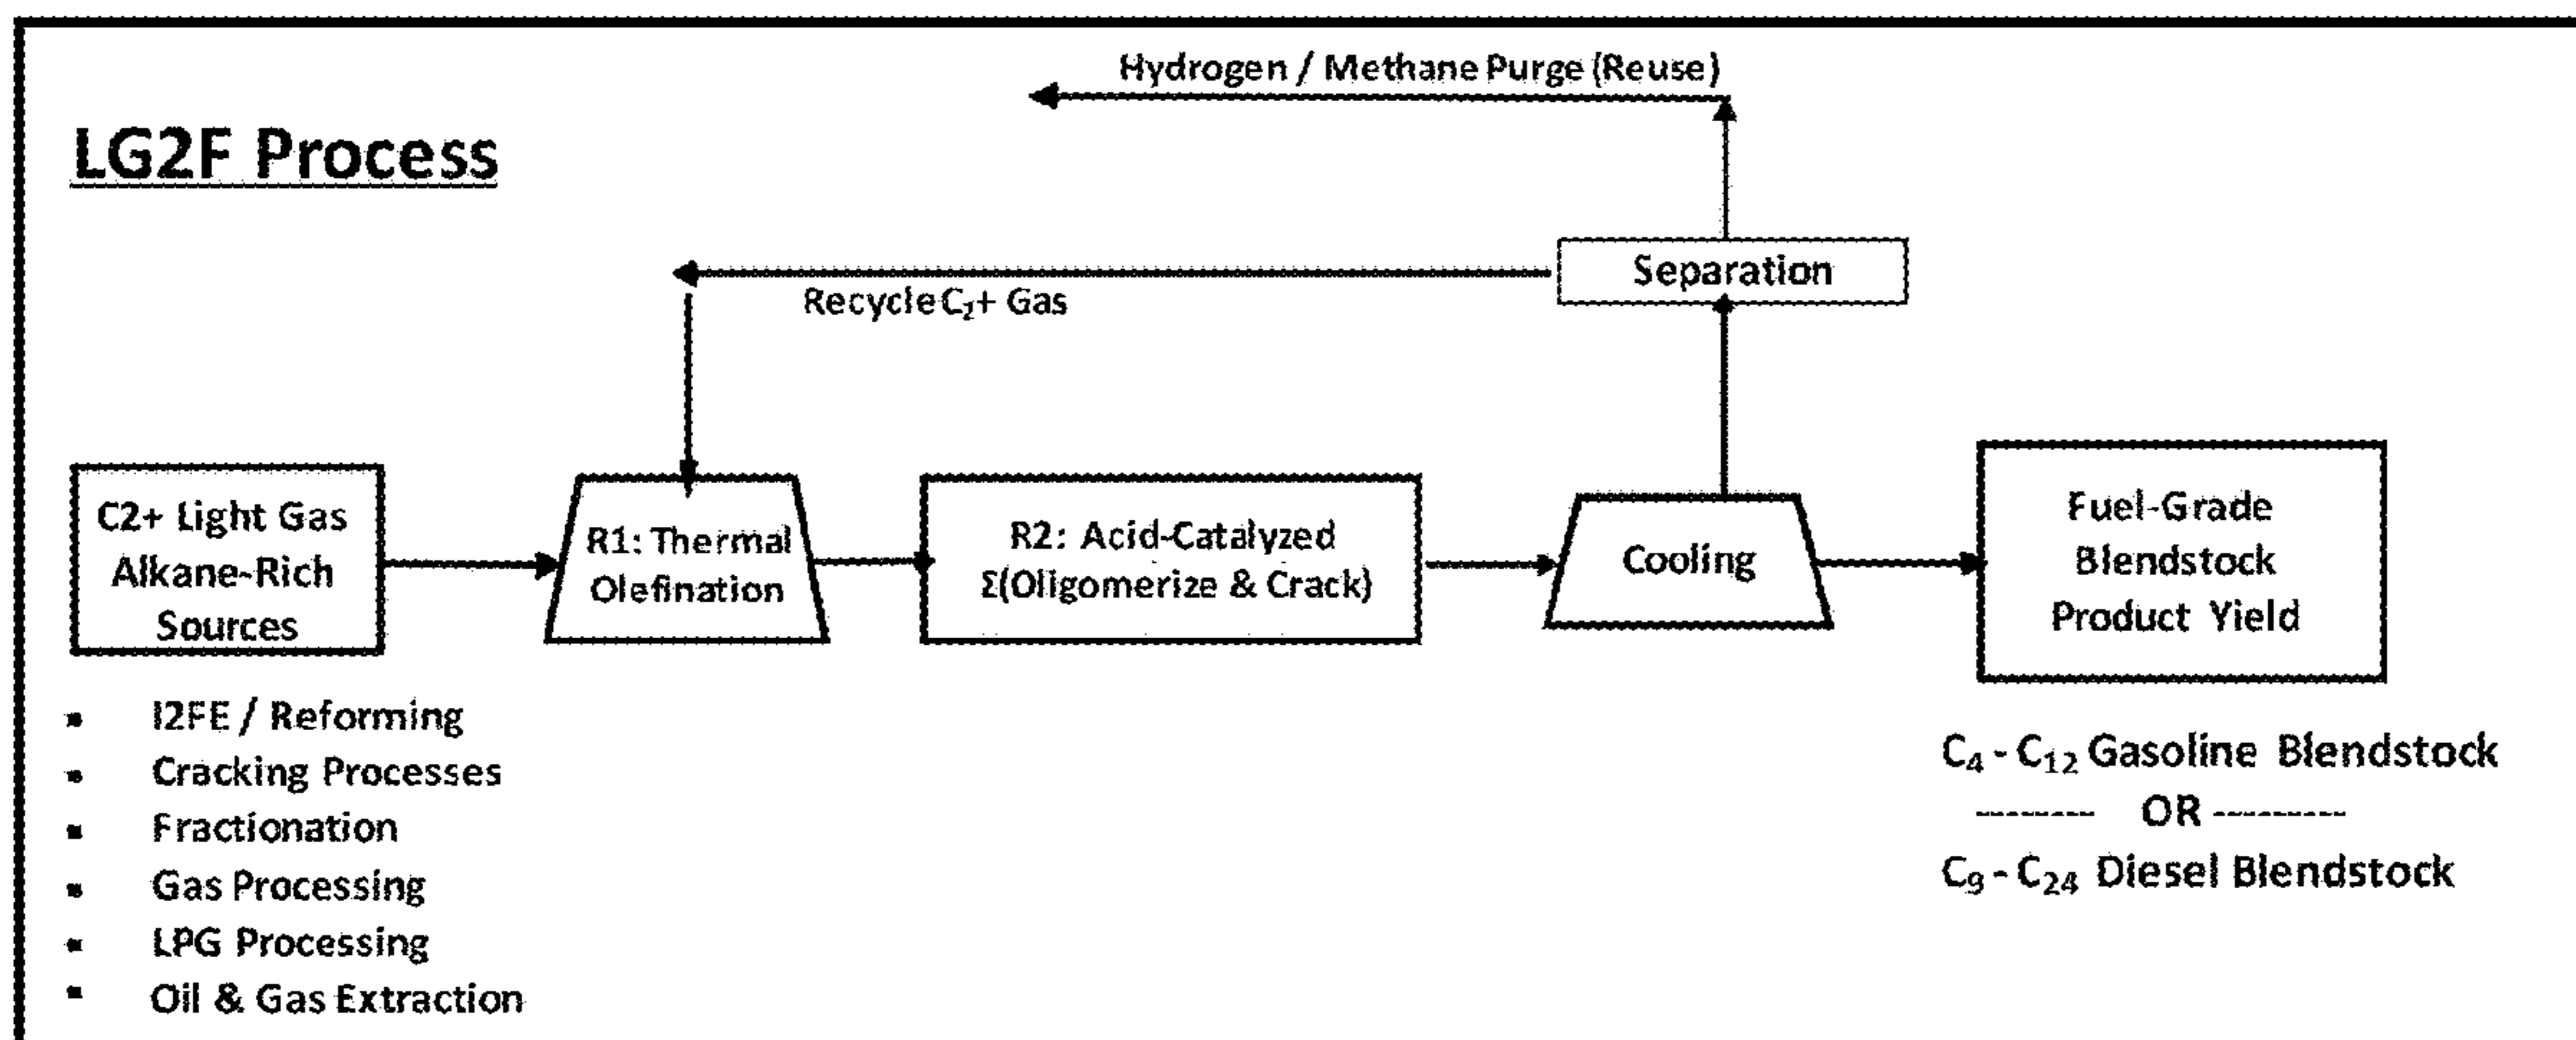 Hydrogen / Methane Purge (Reuse)
LG2F Process
Separation
Recycle C₂+ Gas
C2+ Light Gas
Alkane-Rich
Sources
R1: Thermal
Olefination
R2: Acid-Catalyzed
Σ(Oligomerize & Crack)
Cooling
Fuel-Grade
Blendstock
Product Yield
▪ I2FE / Reforming
▪ Cracking Processes
▪ Fractionation
▪ Gas Processing
▪ LPG Processing
▪ Oil & Gas Extraction
C₄ - C₁₂ Gasoline Blendstock
-------- OR ---------
C₉ - C₂₄ Diesel Blendstock